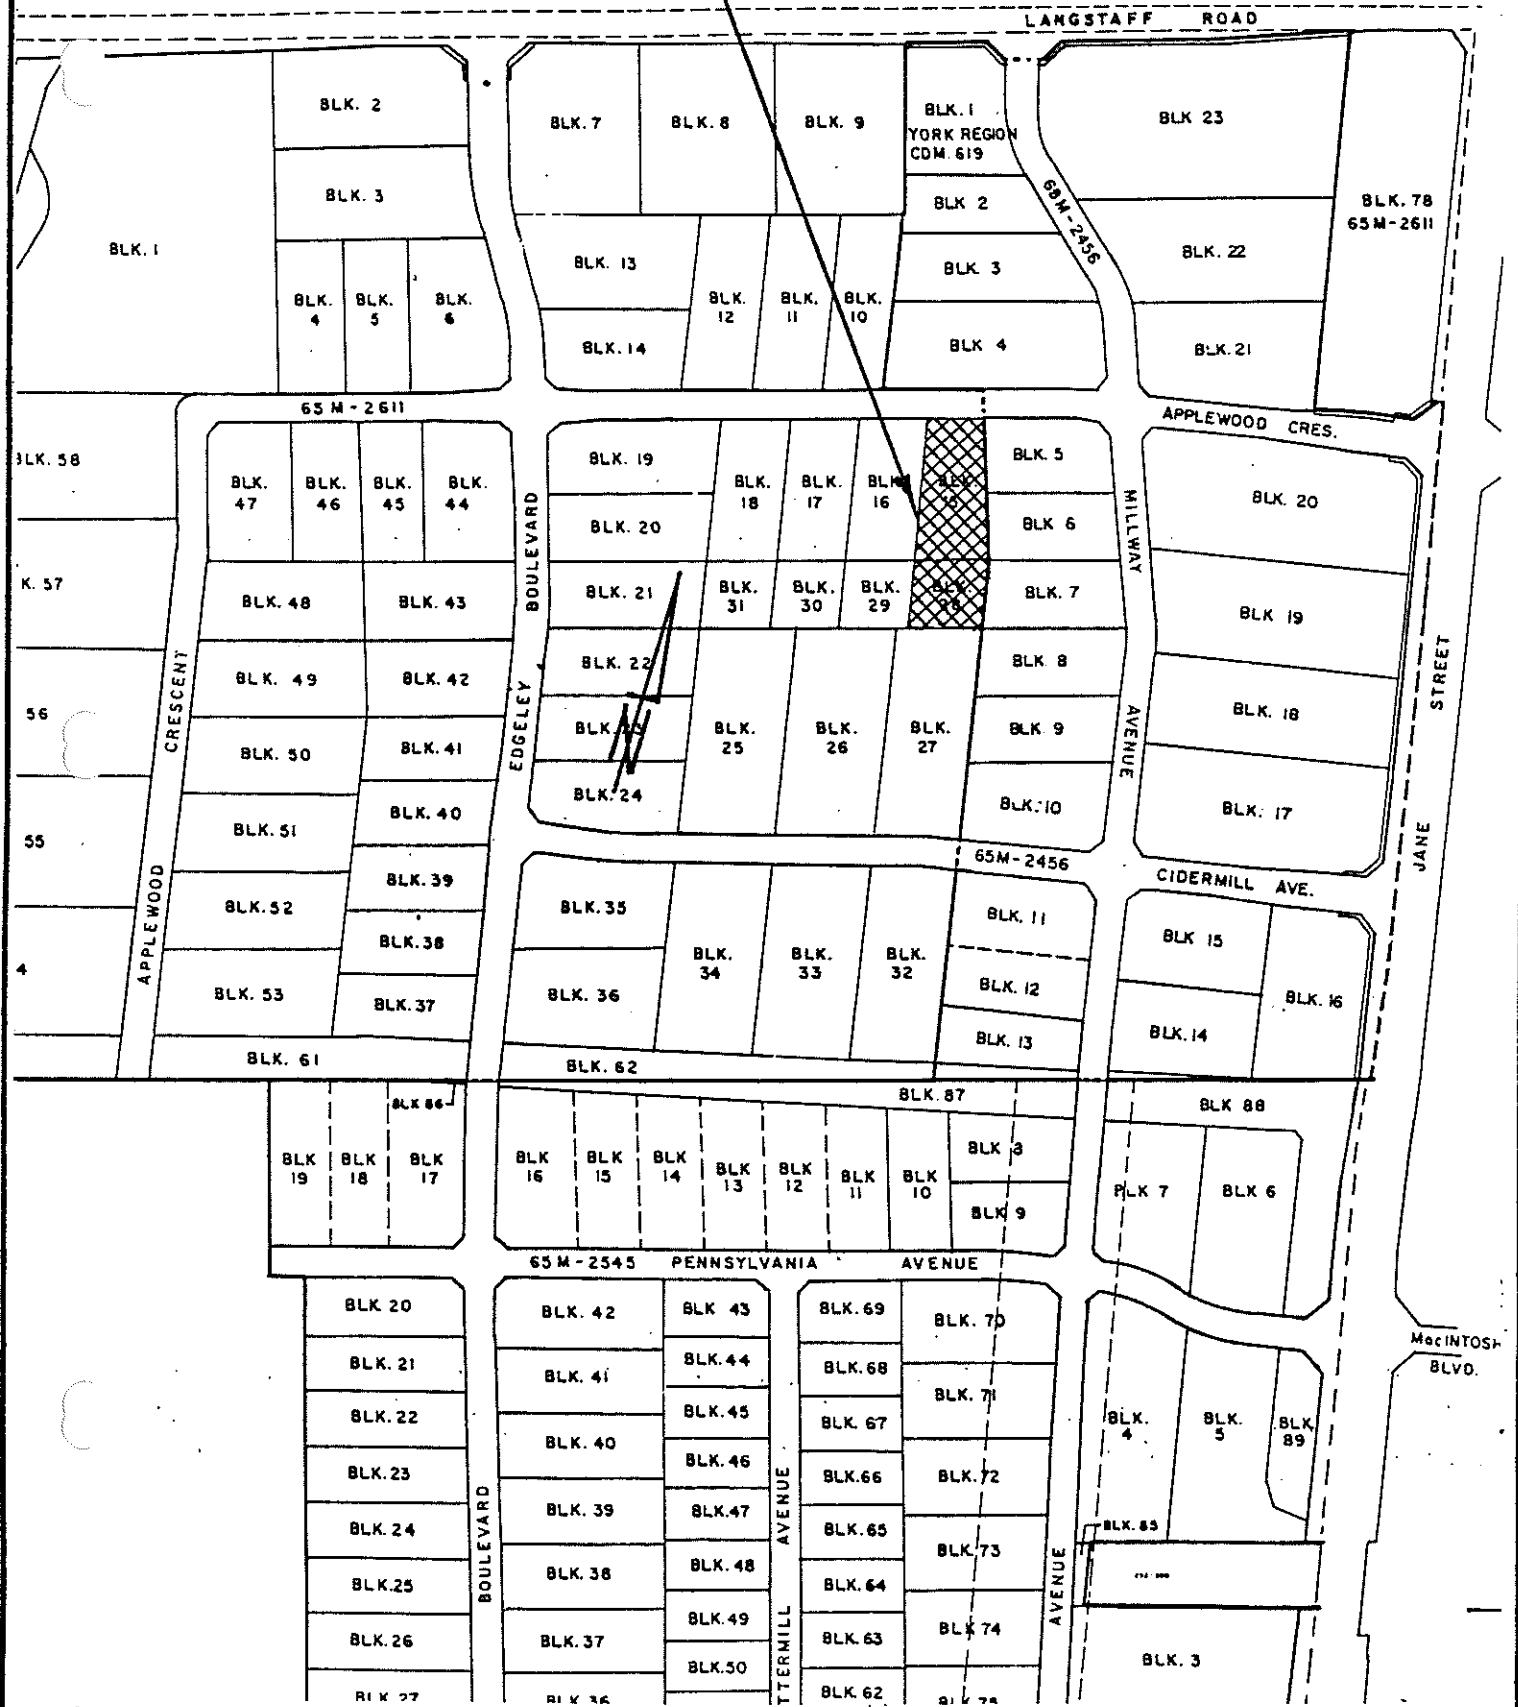 LANGSTAFF ROAD
BLK. 2
BLK. 7
BLK. 8
BLK. 9
BLK. 1
YORK REGION
CDM. 619
BLK 23
BLK. 3
BLK 2
68M-2456
BLK. 78
65M-2611
BLK. 1
BLK. 13
BLK. 3
BLK. 22
BLK.
4
BLK.
5
BLK.
6
BLK.
12
BLK.
11
BLK.
10
BLK. 14
BLK 4
BLK. 21
65M-2611
APPLEWOOD CRES.
BLK. 58
BLK.
47
BLK.
46
BLK.
45
BLK.
44
BLK. 19
BLK.
18
BLK.
17
BLK.
16
BLK. 5
BLK. 20
BLK. 20
BLK 6
K. 57
BLK. 48
BLK. 43
BOULEVARD
BLK. 21
BLK.
31
BLK.
30
BLK.
29
BLK. 7
MILLWAY
BLK 19
BLK. 49
BLK. 42
BLK. 22
BLK. 8
STREET
56
CRESCENT
BLK. 50
BLK. 41
EDGELEY
BLK. 23
BLK.
25
BLK.
26
BLK.
27
BLK. 9
AVENUE
BLK. 18
BLK. 51
BLK. 40
BLK. 24
BLK. 10
BLK. 17
55
65M-2456
JANE
CIDERMILL AVE.
APPLEWOOD
BLK. 52
BLK. 39
BLK. 35
BLK. 11
BLK 15
BLK. 38
BLK.
34
BLK.
33
BLK.
32
4
BLK. 53
BLK. 37
BLK. 36
BLK. 12
BLK. 16
BLK. 13
BLK. 14
BLK. 61
BLK. 62
BLK 86
BLK. 87
BLK 88
BLK
19
BLK
18
BLK
17
BLK
16
BLK
15
BLK
14
BLK
13
BLK
12
BLK
11
BLK
10
BLK 8
BLK 9
BLK 7
BLK 6
65M-2545 PENNSYLVANIA AVENUE
BLK 20
BLK. 42
BLK 43
BLK. 69
BLK. 70
MacINTOSH
BLVD.
BLK. 21
BLK. 41
BLK. 44
BLK. 68
BLK. 71
BLK. 22
BLK. 40
BLK. 45
BLK. 67
BLK.
4
BLK.
5
BLK
89
BLK. 23
BLK. 46
BLK. 66
BLK. 72
BLK. 24
BLK. 39
BLK. 47
BLK. 65
BLK. 73
BLK. 85
BOULEVARD
AVENUE
AVENUE
BLK. 25
BLK. 38
BLK. 48
BLK. 64
BLK. 26
BLK. 37
BLK. 49
BLK. 63
BLK 74
BLK. 3
TTERMILL
BLK. 50
BLK. 27
BLK. 36
BLK. 62
BLK. 75